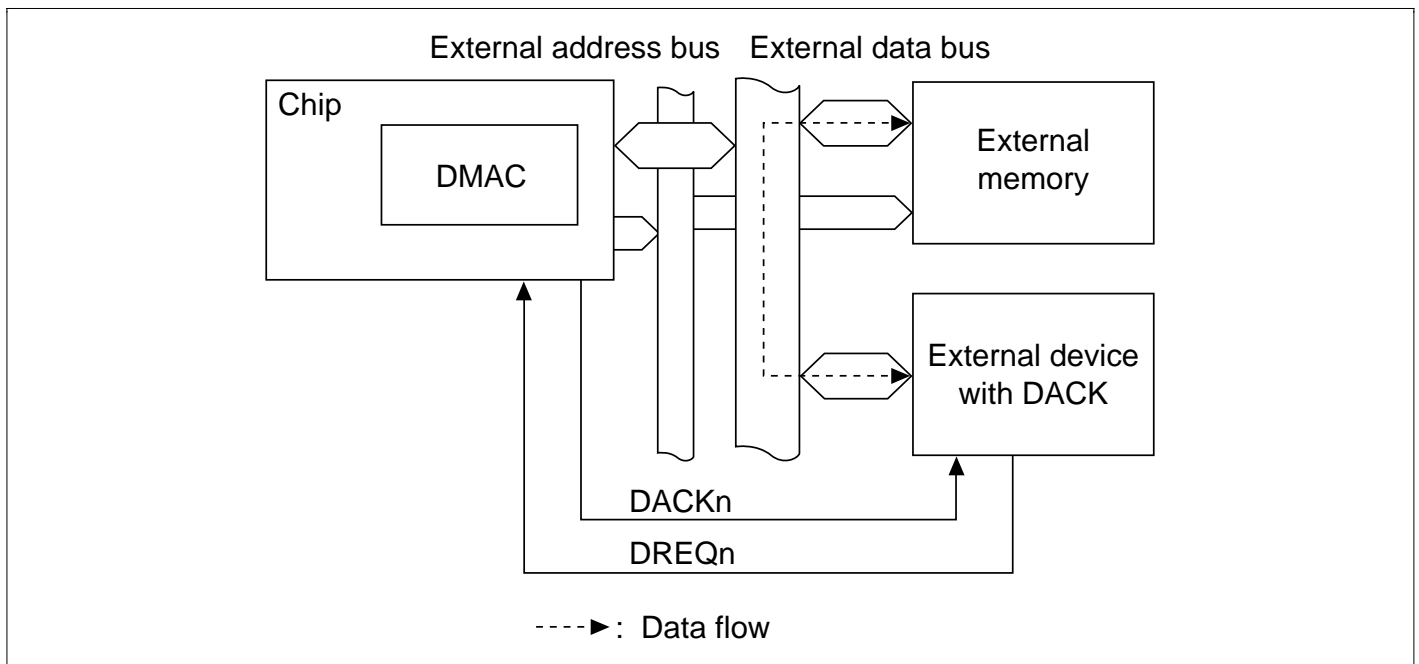 External address bus
External data bus
Chip
DMAC
External
memory
External device
with DACK
DACKn
DREQn
: Data flow